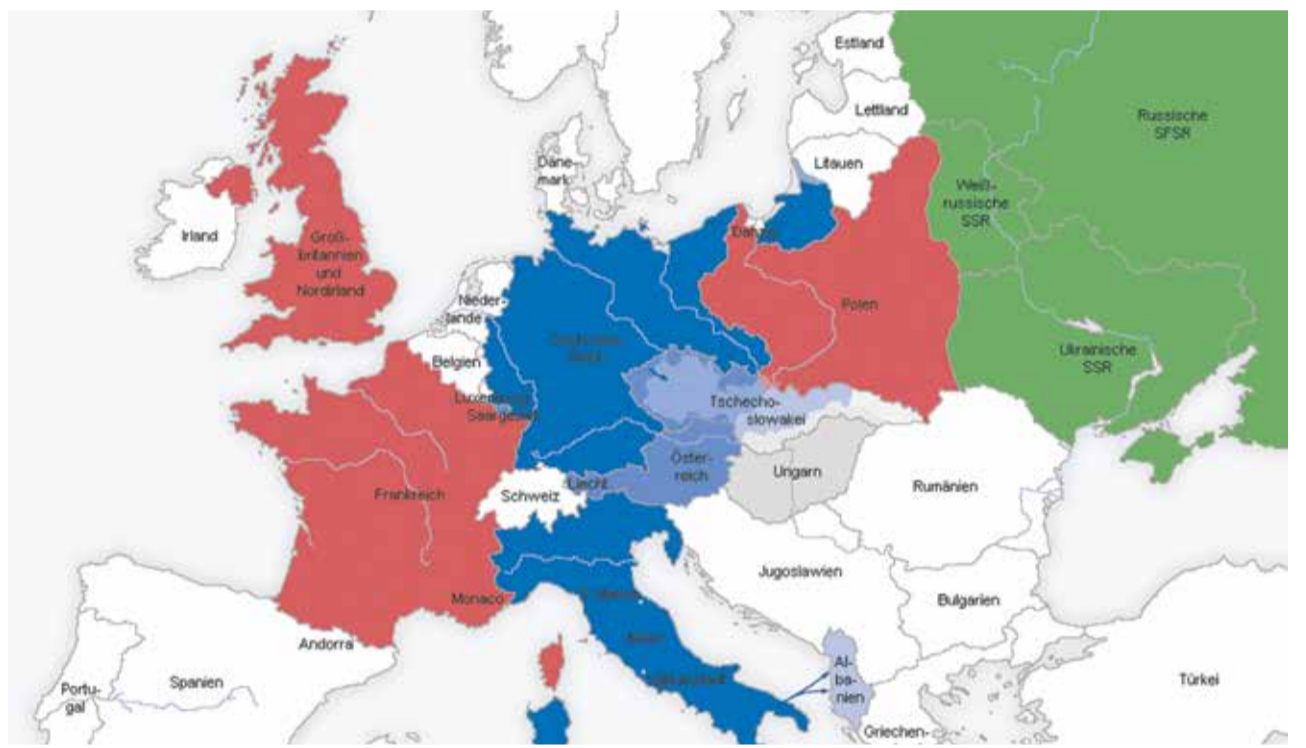 Estland
Lettland
Russische
SFSR
Litauen
Däne-
mark
Weiß-
russische
SSR
Irland
Groß-
britannien
und
Nordirland
Polen
Nieder-
lande
Belgien
Ukrainische
SSR
Tschecho-
slowakei
Öster-
reich
Ungarn
Liecht.
Schweiz
Frankreich
Rumänien
Jugoslawien
Bulgarien
Monaco
Andorra
Spanien
Portu-
gal
Al-
ba-
nien
Türkei
Griechen-